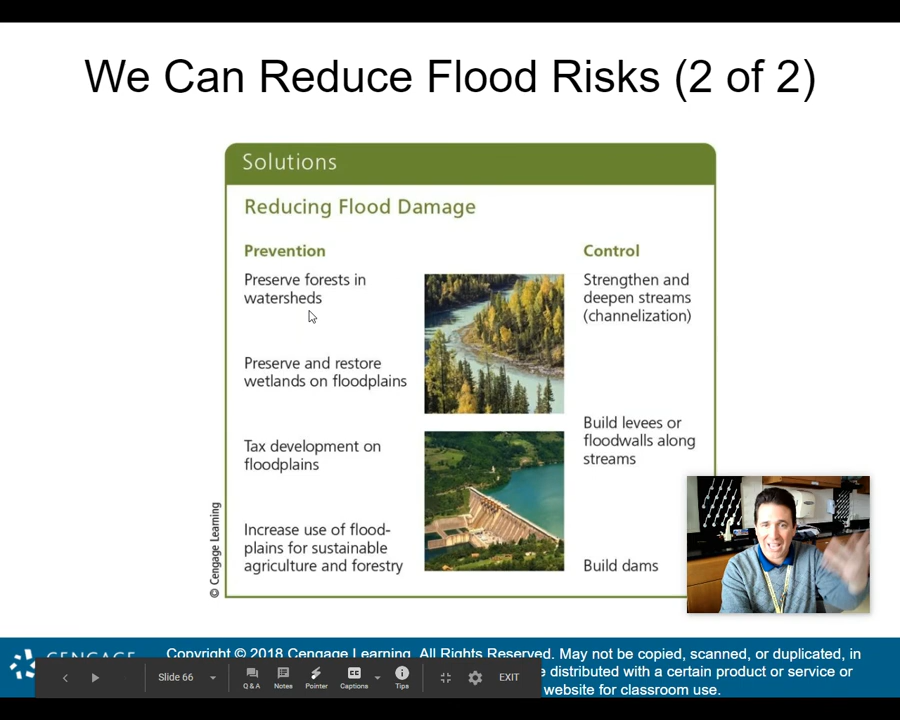 We Can Reduce Flood Risks (2 of 2)
Solutions
Reducing Flood Damage
Prevention
Preserve forests in
watersheds
Preserve and restore
wetlands on floodplains
Tax development on
floodplains
Increase use of flood-
plains for sustainable
agriculture and forestry
Control
Strengthen and
deepen streams
(channelization)
Build levees or
floodwalls along
streams
Build dams
© Cengage Learning
CENGAGE
Copyright © 2018 Cengage Learning. All Rights Reserved. May not be copied, scanned, or duplicated, in
distributed with a certain product or service or
website for classroom use.
Slide 66
Q & A
Notes
Pointer
CC
Captions
Tips
EXIT